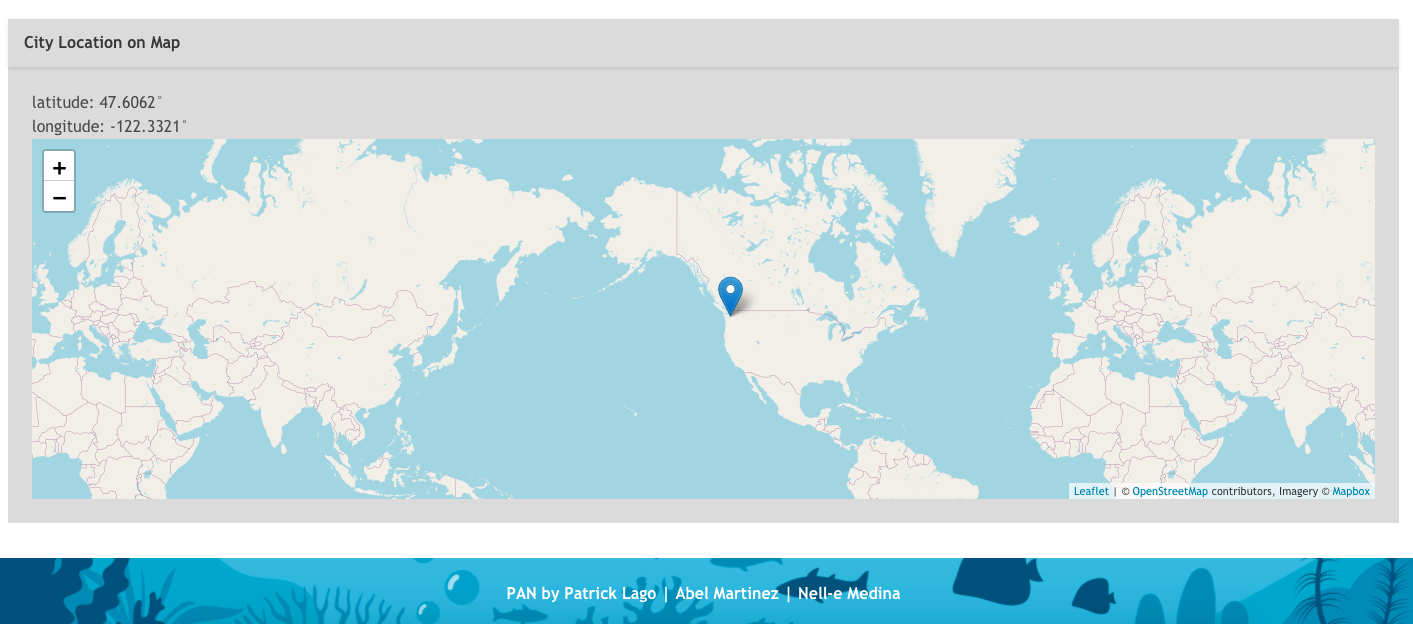 City Location on Map
latitude: 47.6062°
longitude: -122.3321°
+
−
Leaflet | © OpenStreetMap contributors, Imagery © Mapbox
PAN by Patrick Lago | Abel Martinez | Nell-e Medina